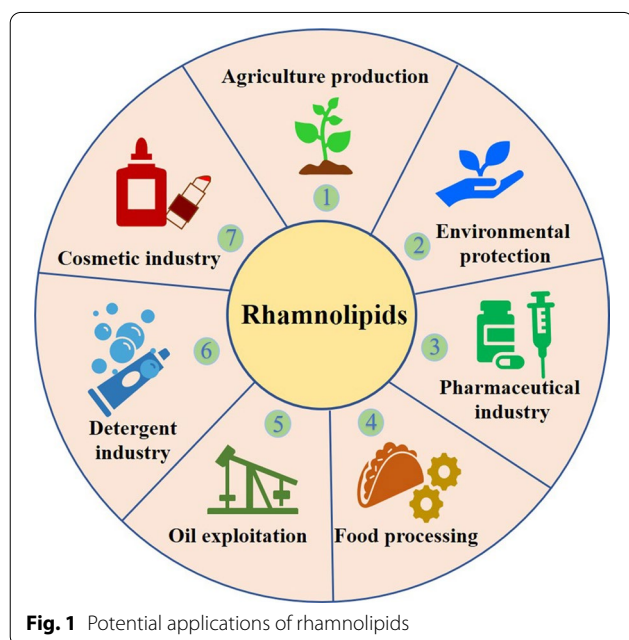 Agriculture production
1
2
Environmental
protection
3
Pharmaceutical
industry
4
Food processing
5
Oil exploitation
6
Detergent
industry
7
Cosmetic industry
Rhamnolipids
Fig. 1 Potential applications of rhamnolipids